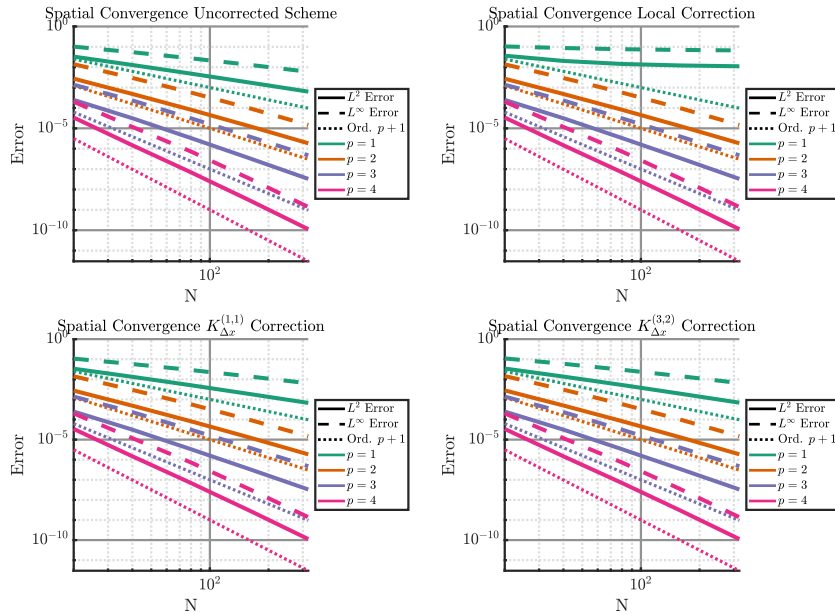 Spatial Convergence Uncorrected Scheme
10^0
10^{-5}
10^{-10}
Error
10^2
N
L^2 Error
L^∞ Error
Ord. p + 1
p = 1
p = 2
p = 3
p = 4
Spatial Convergence Local Correction
10^0
10^{-5}
10^{-10}
Error
10^2
N
L^2 Error
L^∞ Error
Ord. p + 1
p = 1
p = 2
p = 3
p = 4
Spatial Convergence K_{Δx}^{(1,1)} Correction
10^0
10^{-5}
10^{-10}
Error
10^2
N
L^2 Error
L^∞ Error
Ord. p + 1
p = 1
p = 2
p = 3
p = 4
Spatial Convergence K_{Δx}^{(3,2)} Correction
10^0
10^{-5}
10^{-10}
Error
10^2
N
L^2 Error
L^∞ Error
Ord. p + 1
p = 1
p = 2
p = 3
p = 4